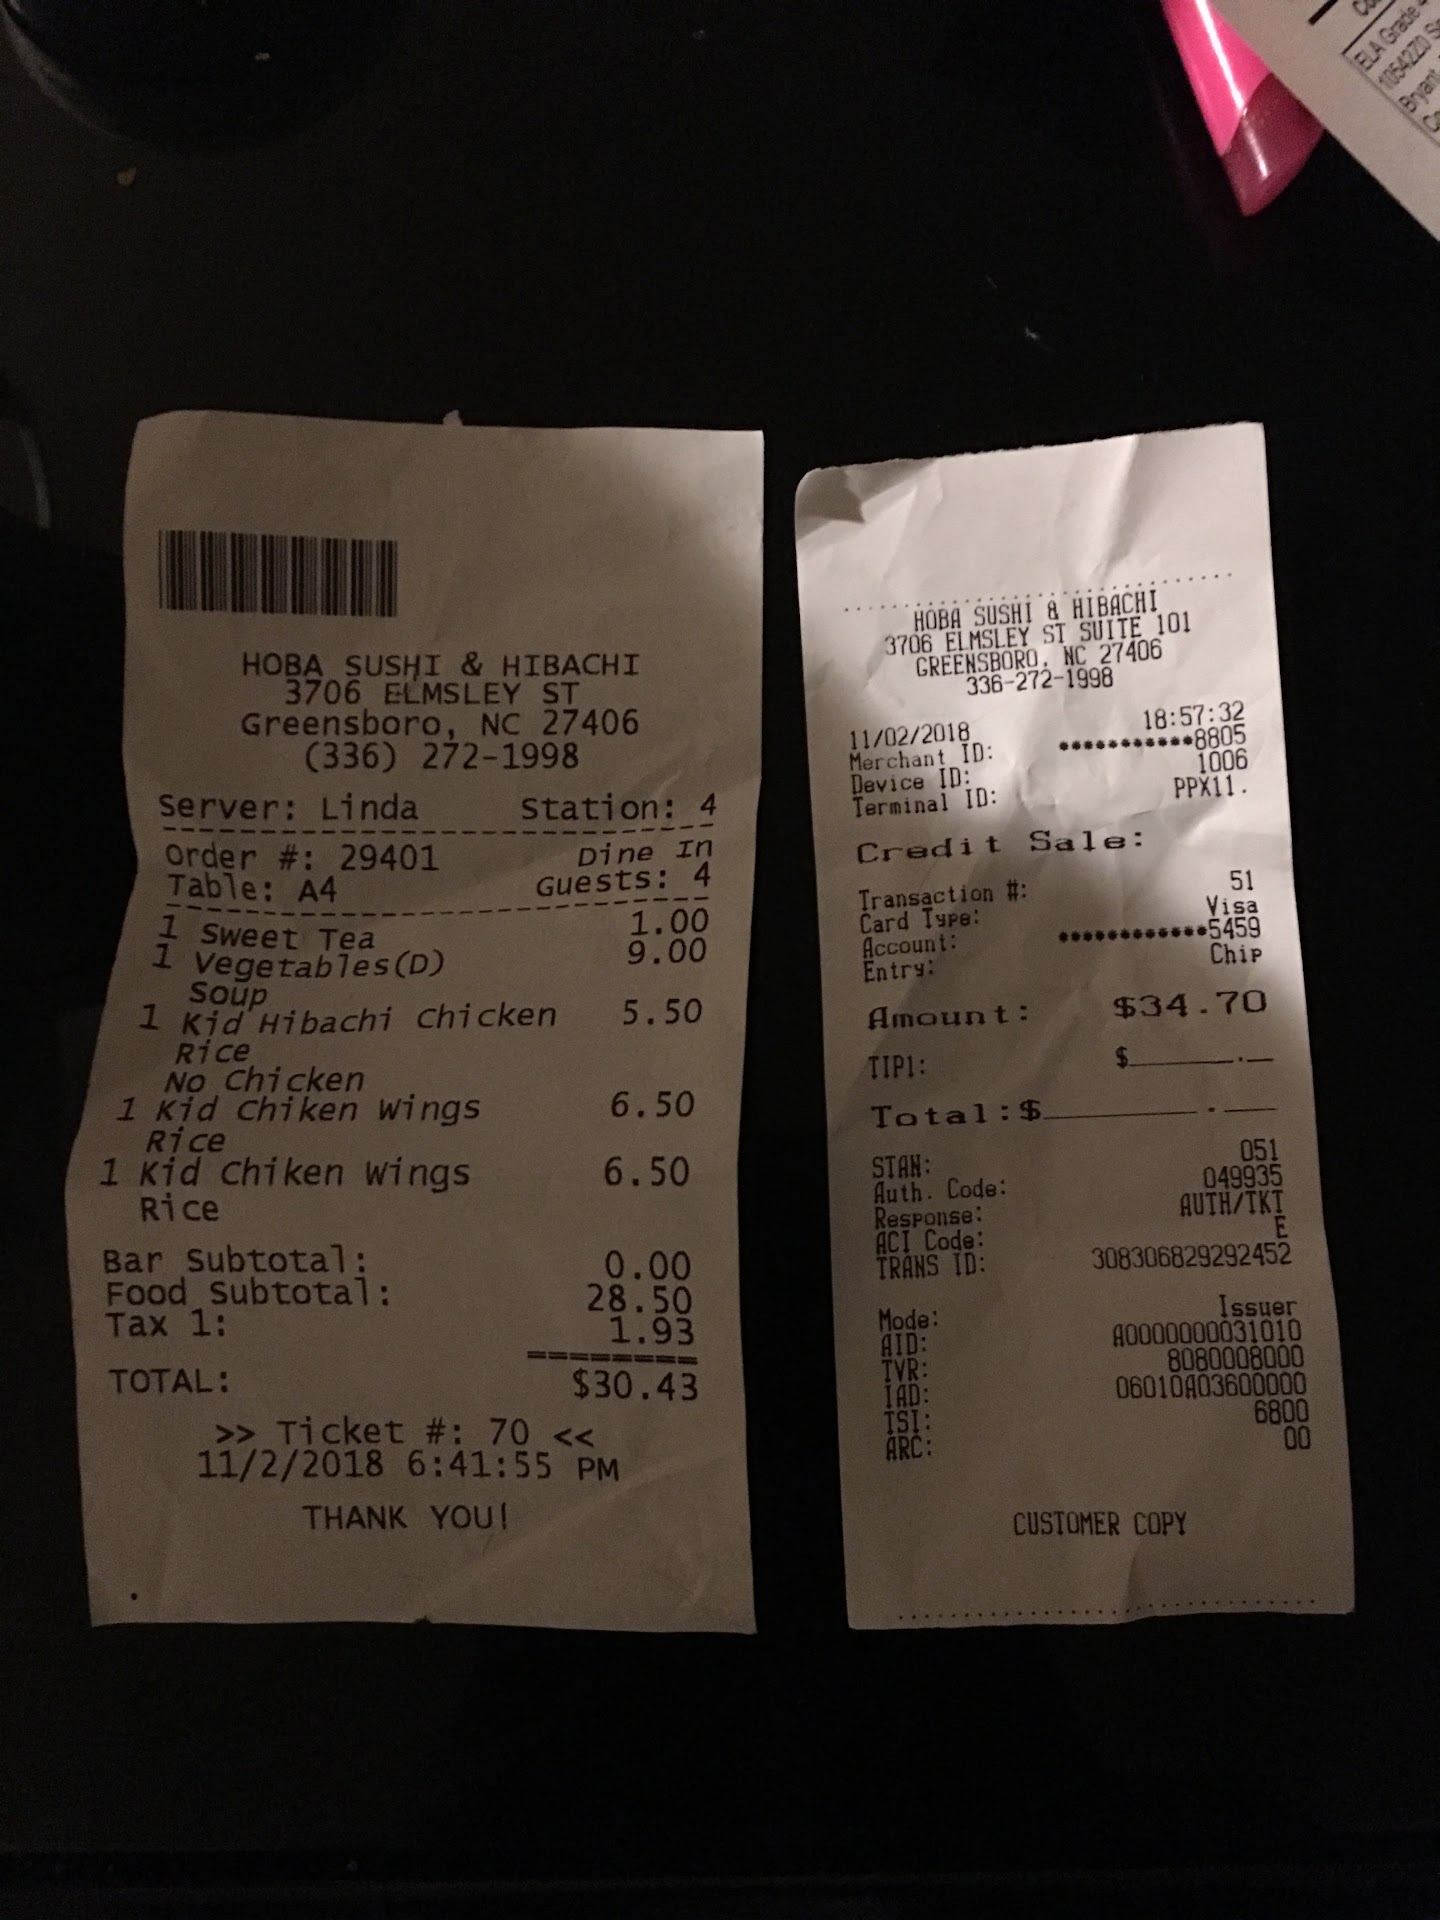 HOBA SUSHI & HIBACHI
3706 ELMSLEY ST
Greensboro, NC 27406
(336) 272-1998
Server: Linda Station: 4
Order #: 29401 Dine In
Table: A4 Guests: 4
1 Sweet Tea 1.00
1 Vegetables(D) 9.00
Soup
1 Kid Hibachi Chicken 5.50
Rice
No Chicken
1 Kid Chiken Wings 6.50
Rice
1 Kid Chiken Wings 6.50
Rice
Bar Subtotal: 0.00
Food Subtotal: 28.50
Tax 1: 1.93
========
TOTAL: $30.43
>> Ticket #: 70 <<
11/2/2018 6:41:55 PM
THANK YOU!
HOBA SUSHI & HIBACHI
3706 ELMSLEY ST SUITE 101
GREENSBORO, NC 27406
336-272-1998
11/02/2018 18:57:32
Merchant ID: ***********8805
Device ID: 1006
Terminal ID: PPX11.
Credit Sale:
Transaction #: 51
Card Type: Visa
Account: ************5459
Entry: Chip
Amount: $34.70
TIP1: $________.__
Total:$___________.___
STAN: 051
Auth. Code: 049935
Response: AUTH/TKT
ACI Code: E
TRANS ID: 308306829292452
Mode: Issuer
AID: A0000000031010
TVR: 8080008000
IAD: 06010A03600000
TSI: 6800
ARC: 00
CUSTOMER COPY
ELA Grade
10542Z0
Bryant